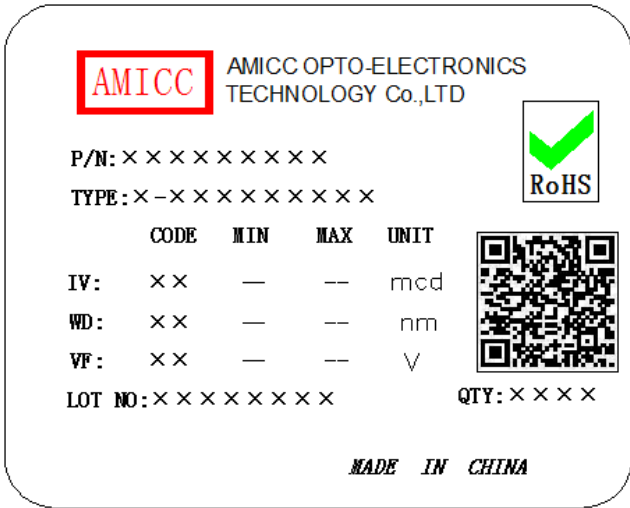 AMICC
AMICC OPTO-ELECTRONICS
TECHNOLOGY Co.,LTD
RoHS
P/N:×××××××××
TYPE:×-×××××××××
CODE MIN MAX UNIT
IV: ×× — -- mcd
WD: ×× — -- nm
VF: ×× — -- V
LOT NO:×××××××× QTY:××××
MADE IN CHINA